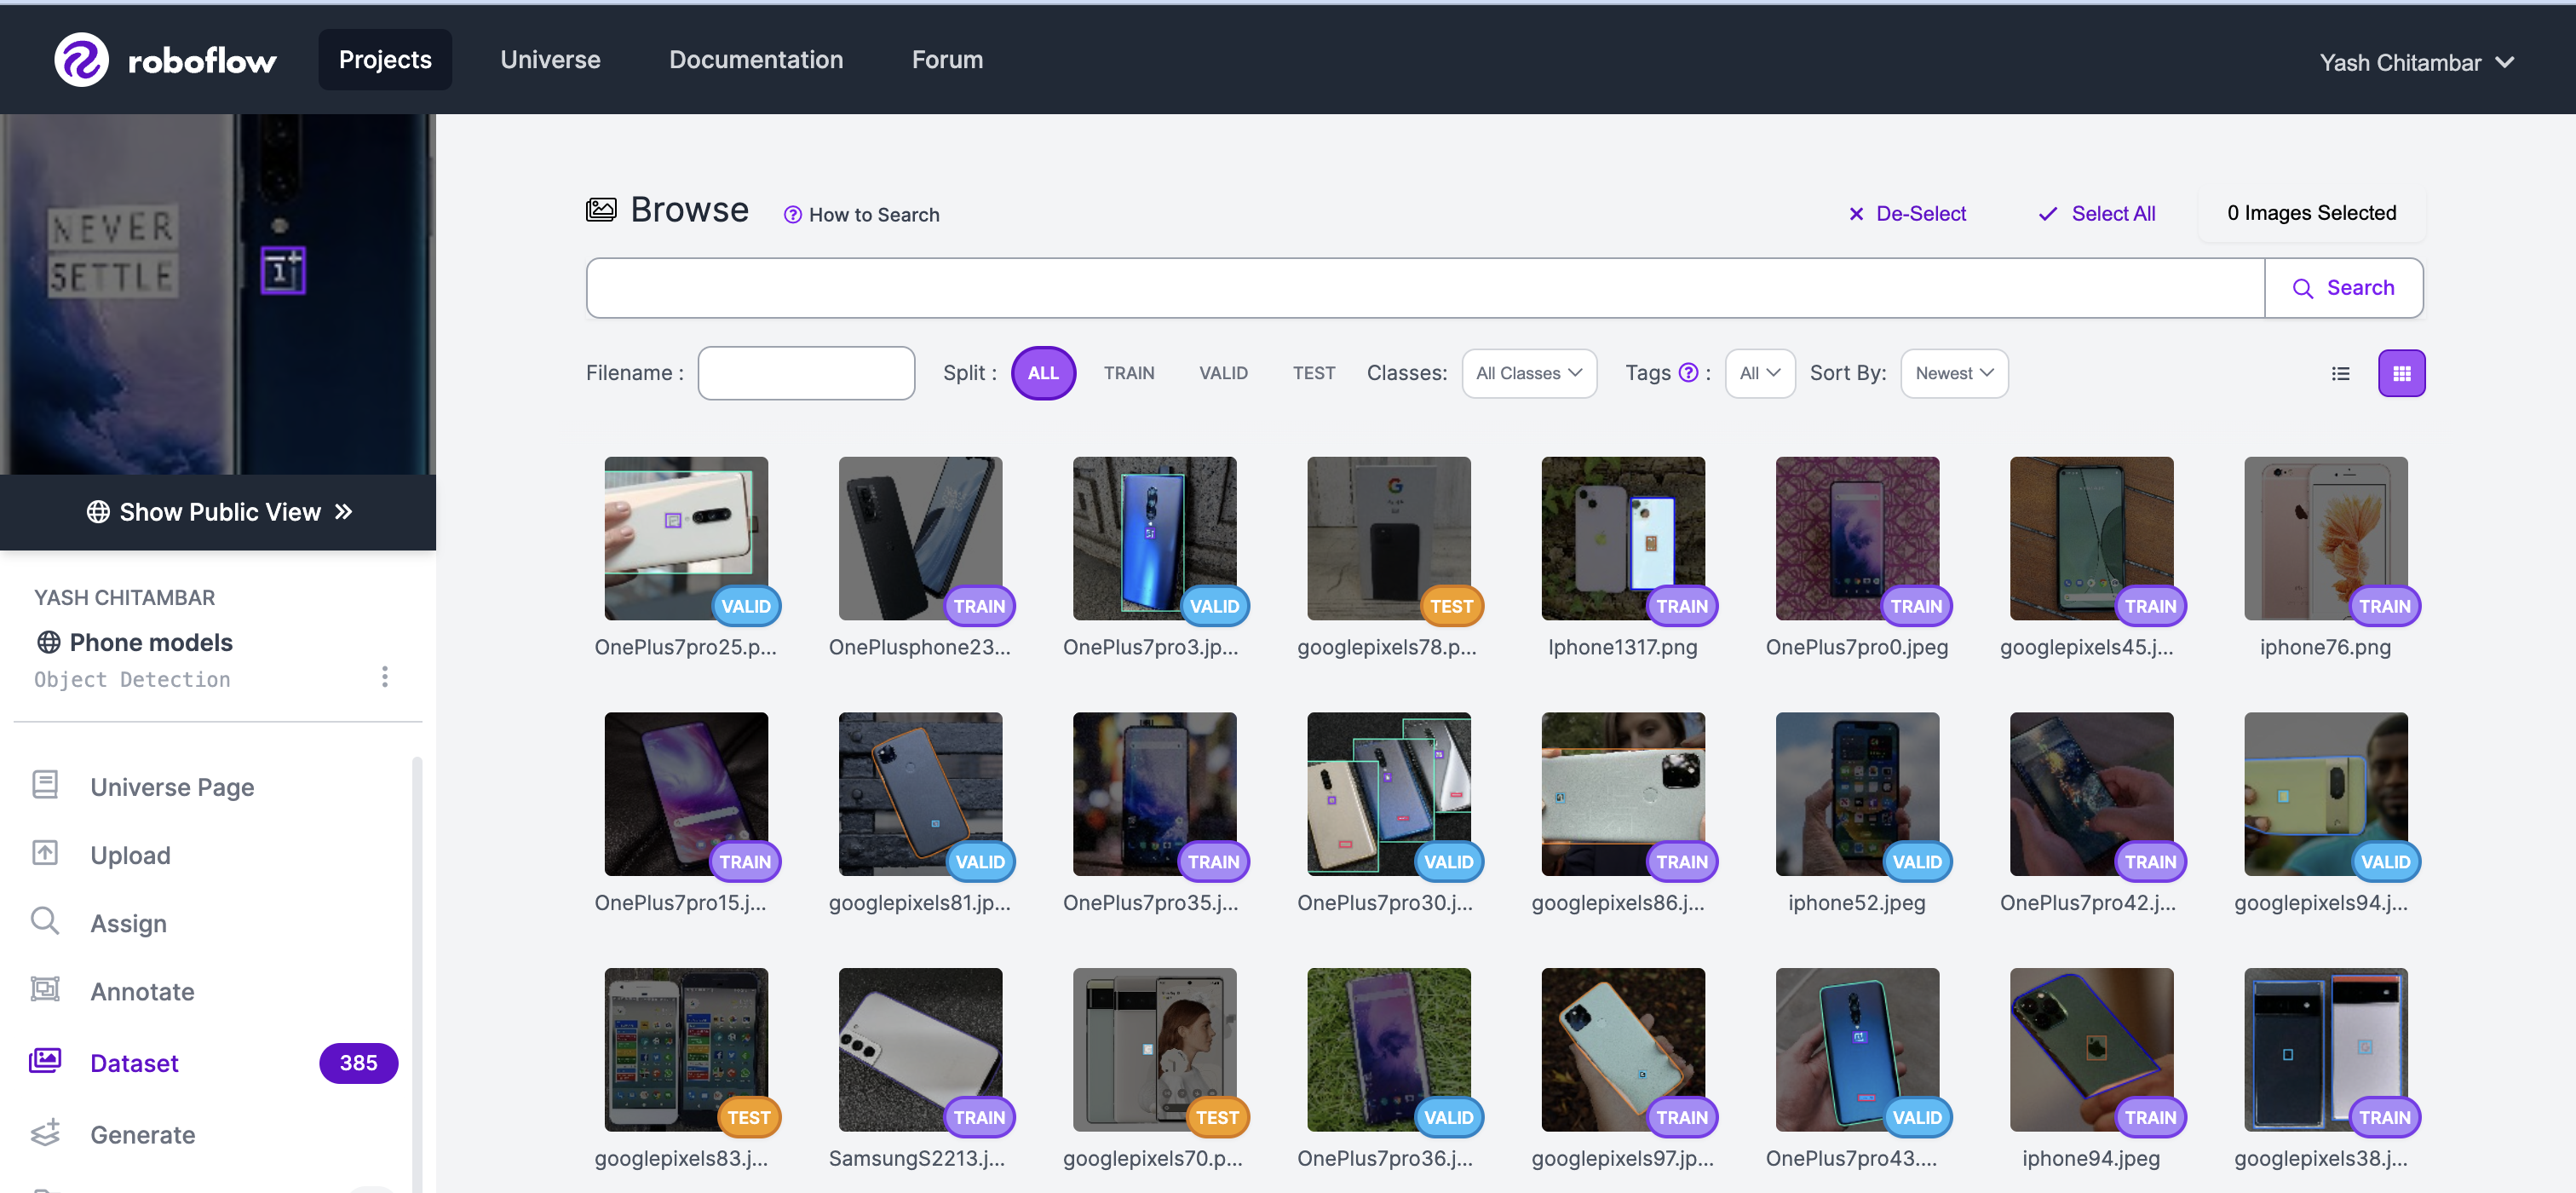 roboflow
Projects
Universe
Documentation
Forum
Yash Chitambar
NEVER
SETTLE
Show Public View
YASH CHITAMBAR
Phone models
Object Detection
Universe Page
Upload
Assign
Annotate
Dataset
385
Generate
Browse
How to Search
De-Select
Select All
0 Images Selected
Search
Filename :
Split :
ALL
TRAIN
VALID
TEST
Classes:
All Classes
Tags ? :
All
Sort By:
Newest
VALID
TRAIN
VALID
TEST
TRAIN
TRAIN
TRAIN
TRAIN
OnePlus7pro25.p...
OnePlusphone23...
OnePlus7pro3.jp...
googlepixels78.p...
Iphone1317.png
OnePlus7pro0.jpeg
googlepixels45.j...
iphone76.png
TRAIN
VALID
TRAIN
VALID
TRAIN
VALID
TRAIN
VALID
OnePlus7pro15.j...
googlepixels81.jp...
OnePlus7pro35.j...
OnePlus7pro30.j...
googlepixels86.j...
iphone52.jpeg
OnePlus7pro42.j...
googlepixels94.j...
TEST
TRAIN
TEST
VALID
TRAIN
VALID
TRAIN
TRAIN
googlepixels83.j...
SamsungS2213.j...
googlepixels70.p...
OnePlus7pro36.j...
googlepixels97.jp...
OnePlus7pro43....
iphone94.jpeg
googlepixels38.j...